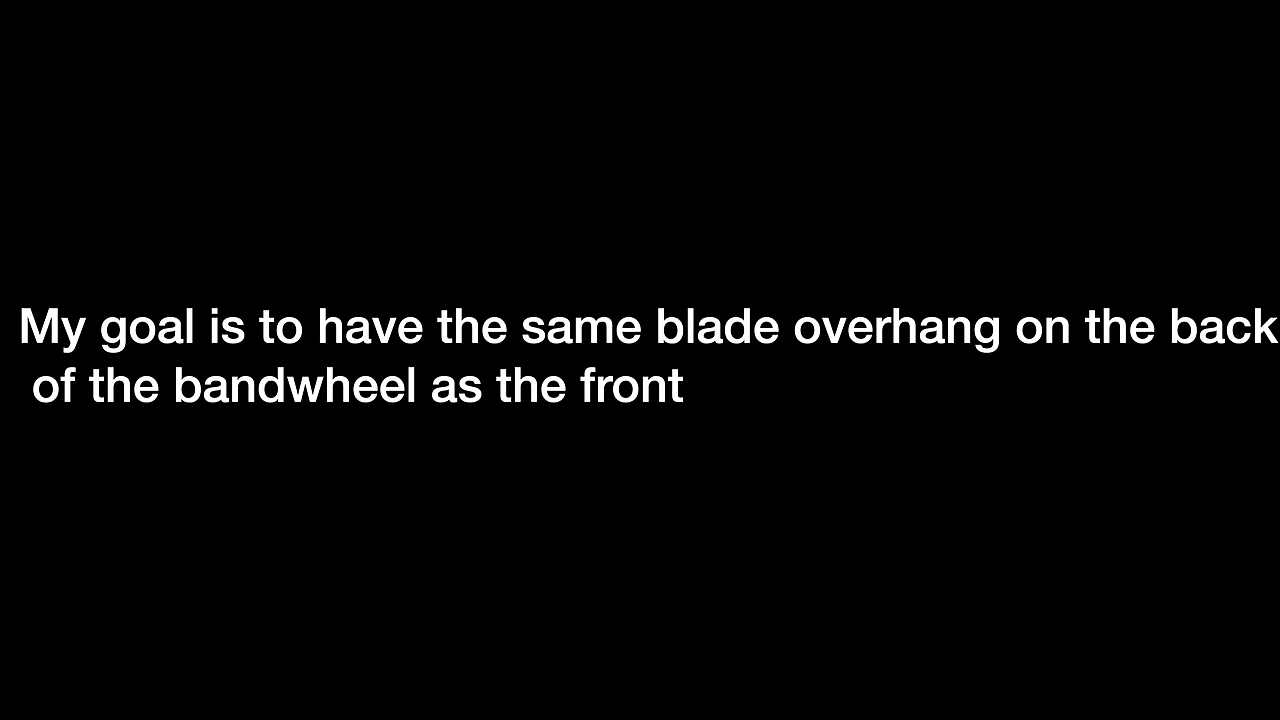 My goal is to have the same blade overhang on the back
of the bandwheel as the front